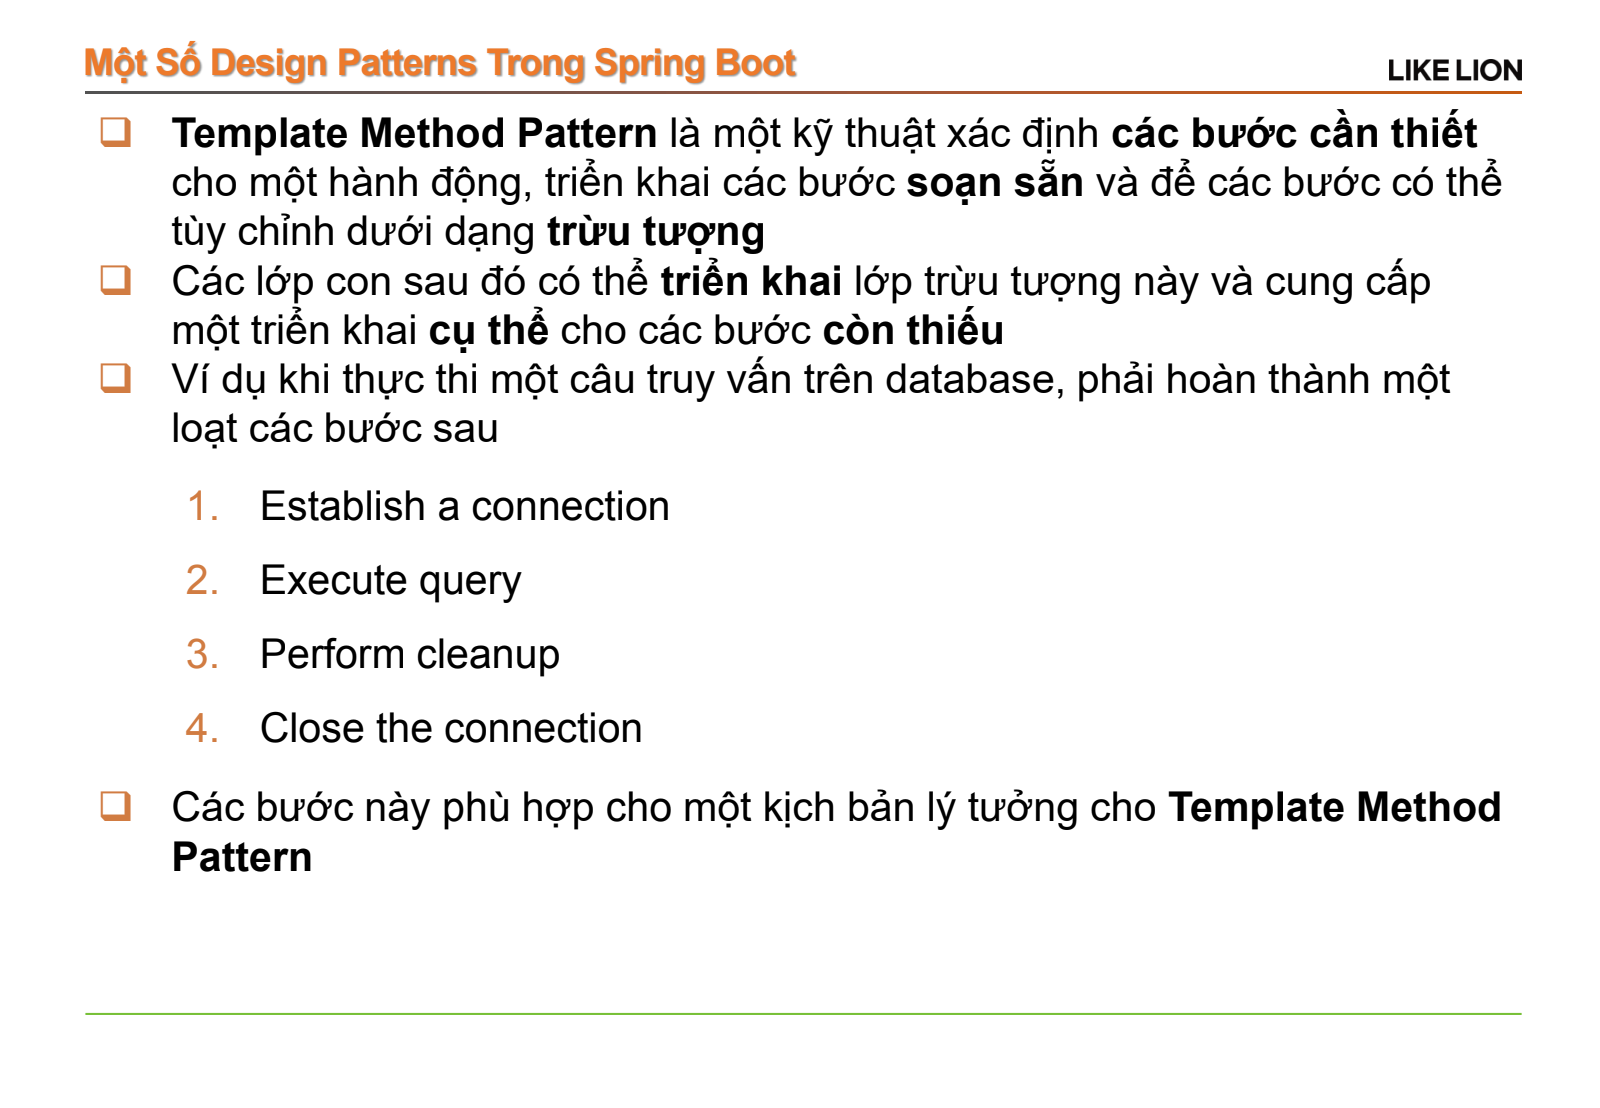 Một Số Design Patterns Trong Spring Boot
LIKE LION
Template Method Pattern là một kỹ thuật xác định các bước cần thiết
cho một hành động, triển khai các bước soạn sẵn và để các bước có thể
tùy chỉnh dưới dạng trừu tượng
Các lớp con sau đó có thể triển khai lớp trừu tượng này và cung cấp
một triển khai cụ thể cho các bước còn thiếu
Ví dụ khi thực thi một câu truy vấn trên database, phải hoàn thành một
loạt các bước sau
1. Establish a connection
2. Execute query
3. Perform cleanup
4. Close the connection
Các bước này phù hợp cho một kịch bản lý tưởng cho Template Method
Pattern